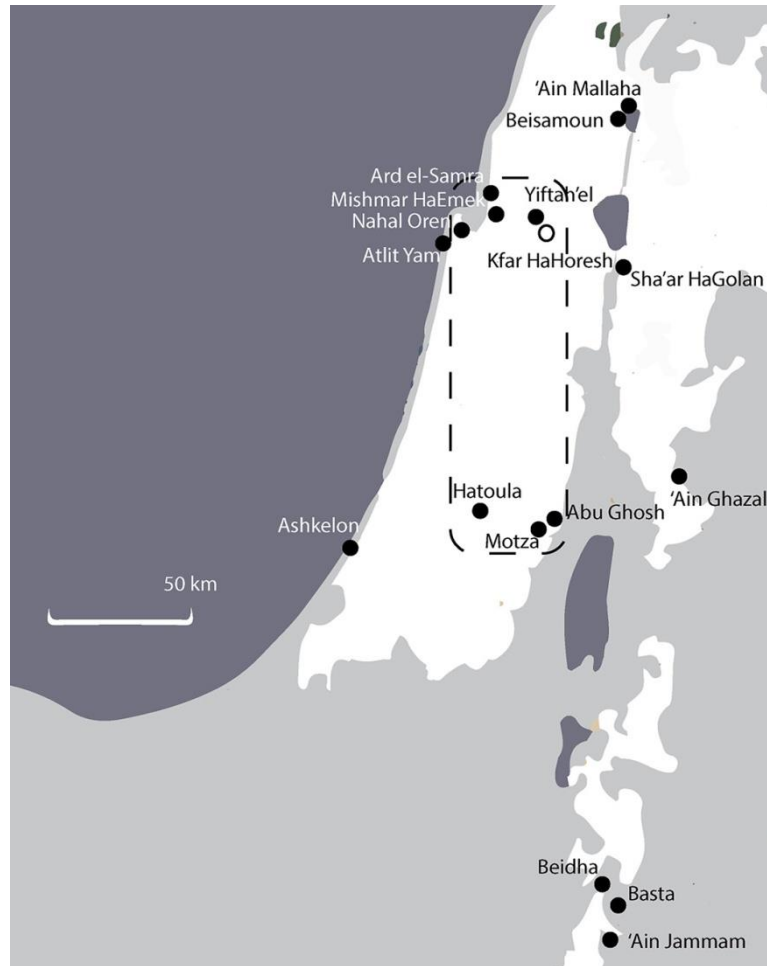 ‘Ain Mallaha
Beisamoun
Ard el-Samra
Mishmar HaEmek
Yiftah'el
Nahal Oren
Atlit Yam
Kfar HaHoresh
Sha’ar HaGolan
‘Ain Ghazal
Hatoula
Abu Ghosh
Ashkelon
Motza
50 km
Beidha
Basta
‘Ain Jammam